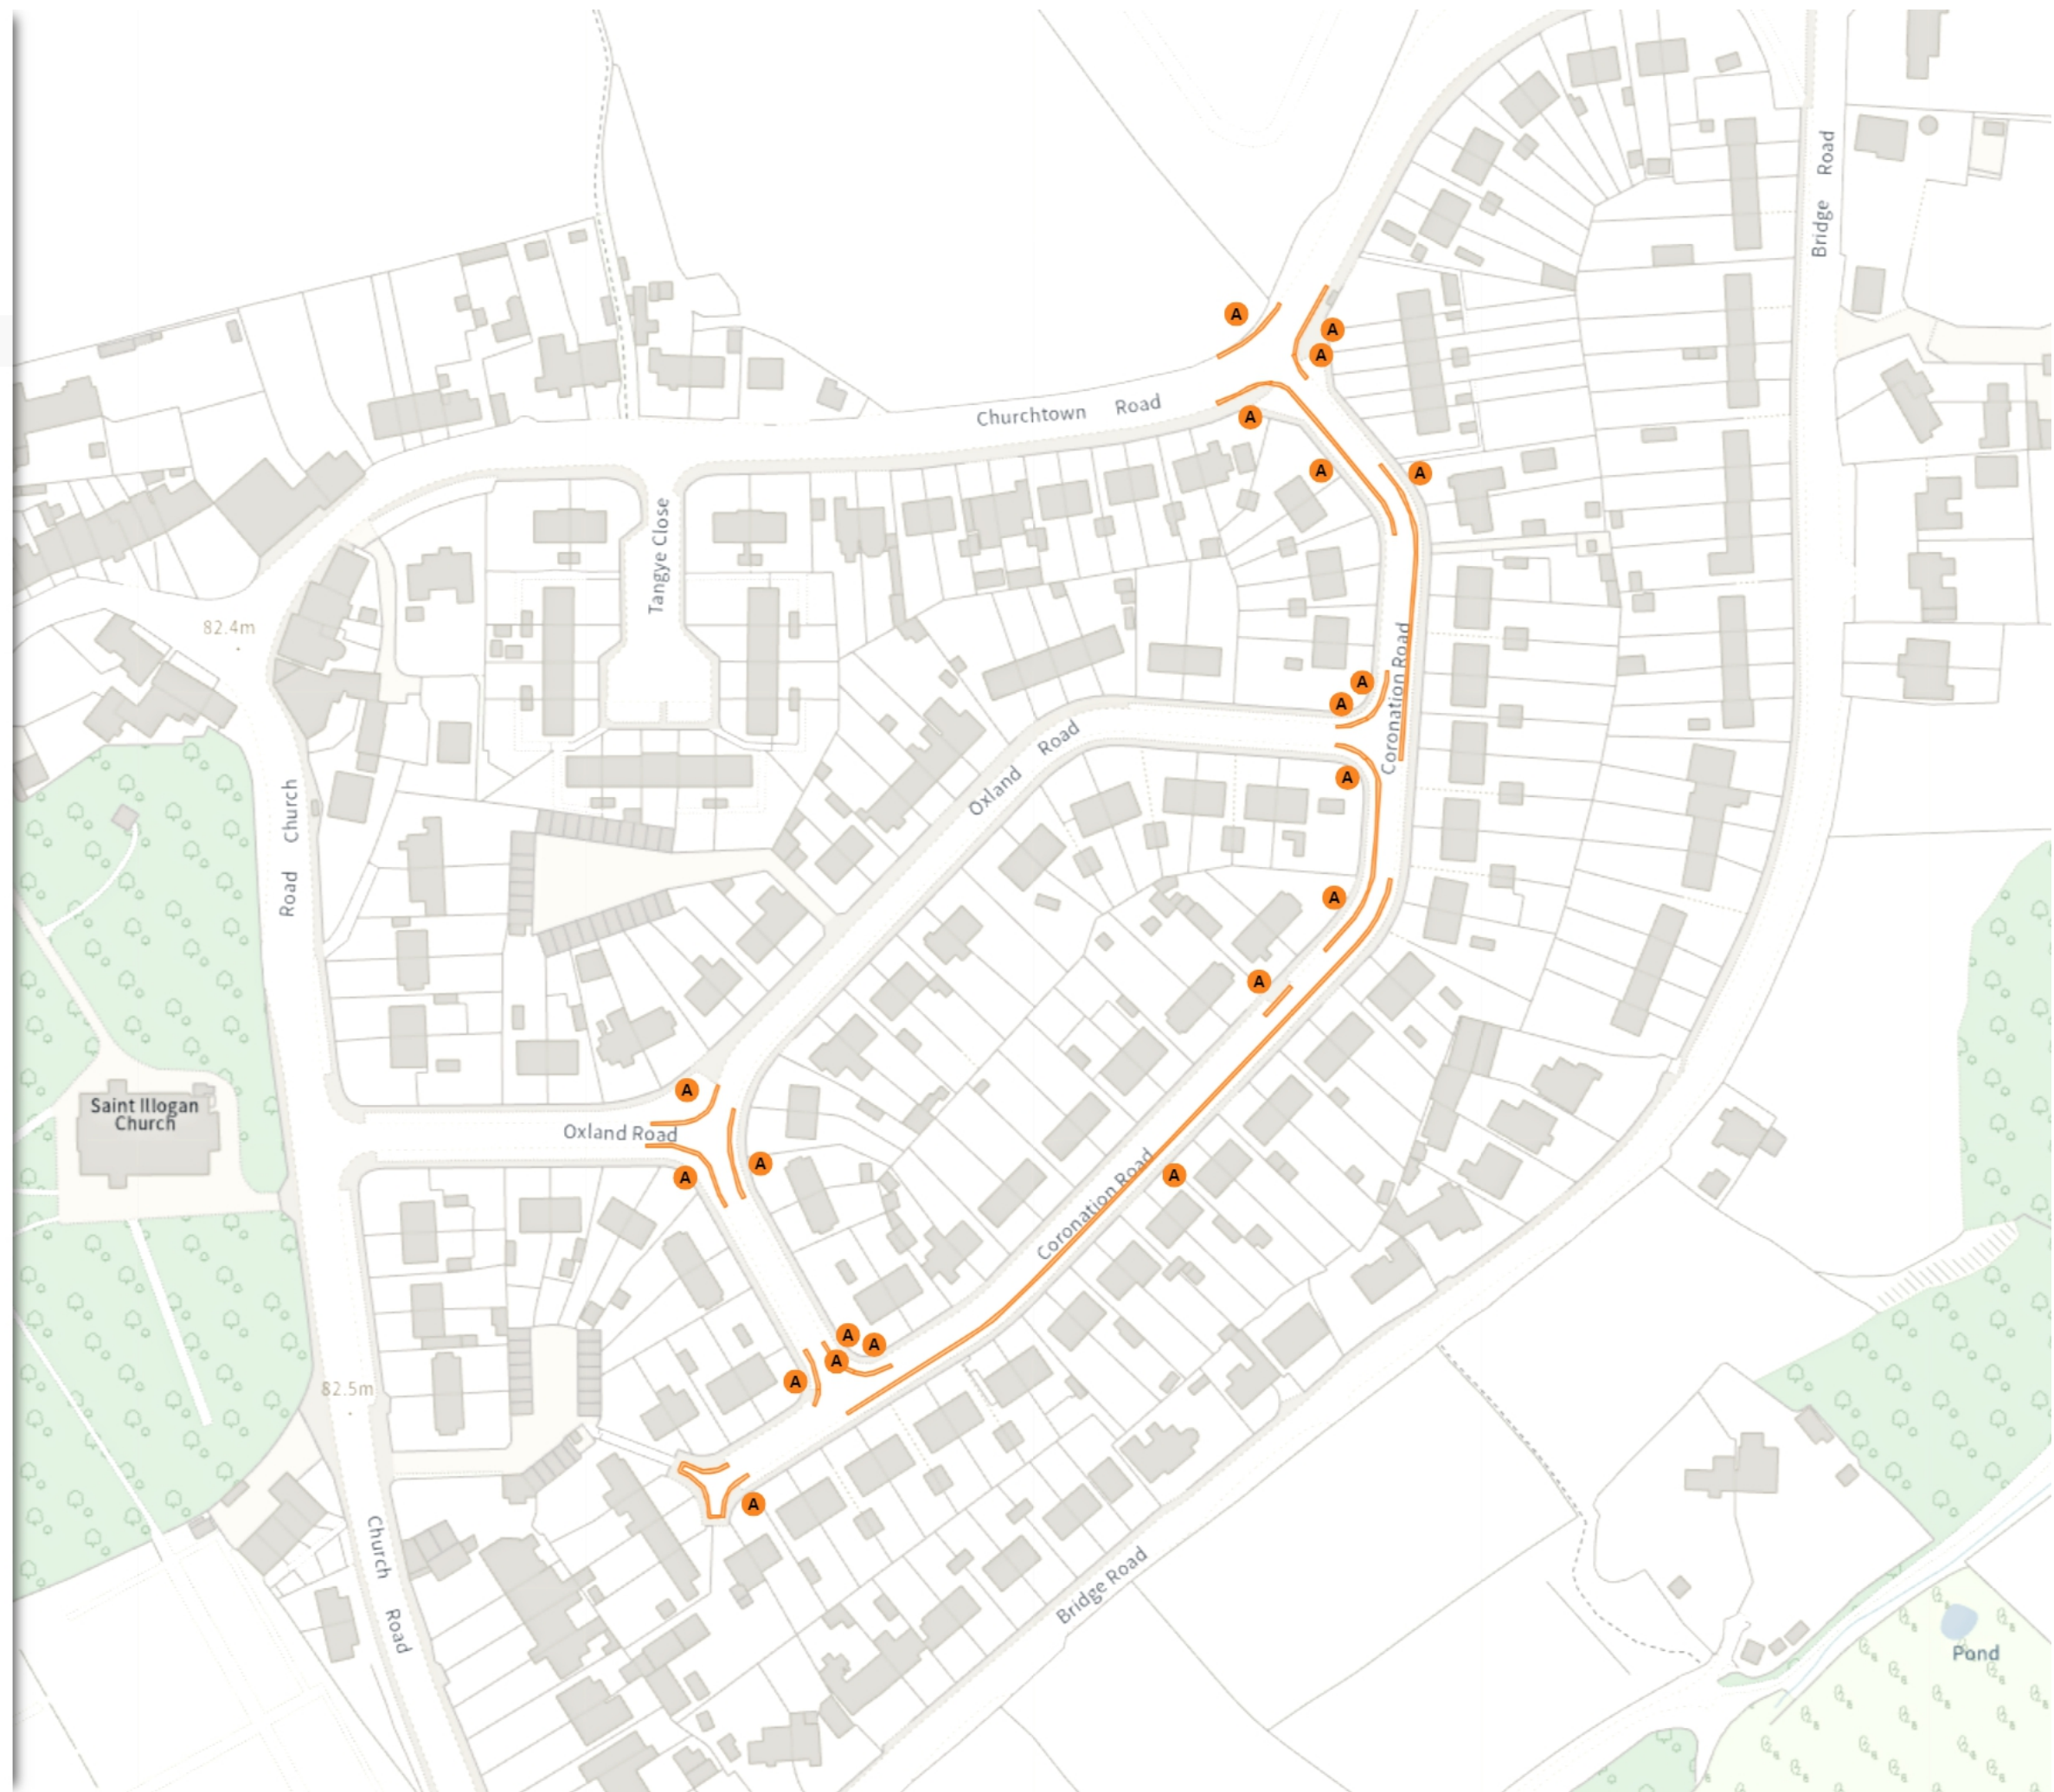 Bridge Road
A
A
A
Churchtown Road
A
A
A
Tangye Close
82.4m
Coronation Road
A
A
Oxland Road
A
Church Road
A
A
Saint Illogan
Church
A
Oxland Road
A
A
Coronation Road
A
A
A
A
82.5m
A
A
Church Road
Bridge Road
Pond